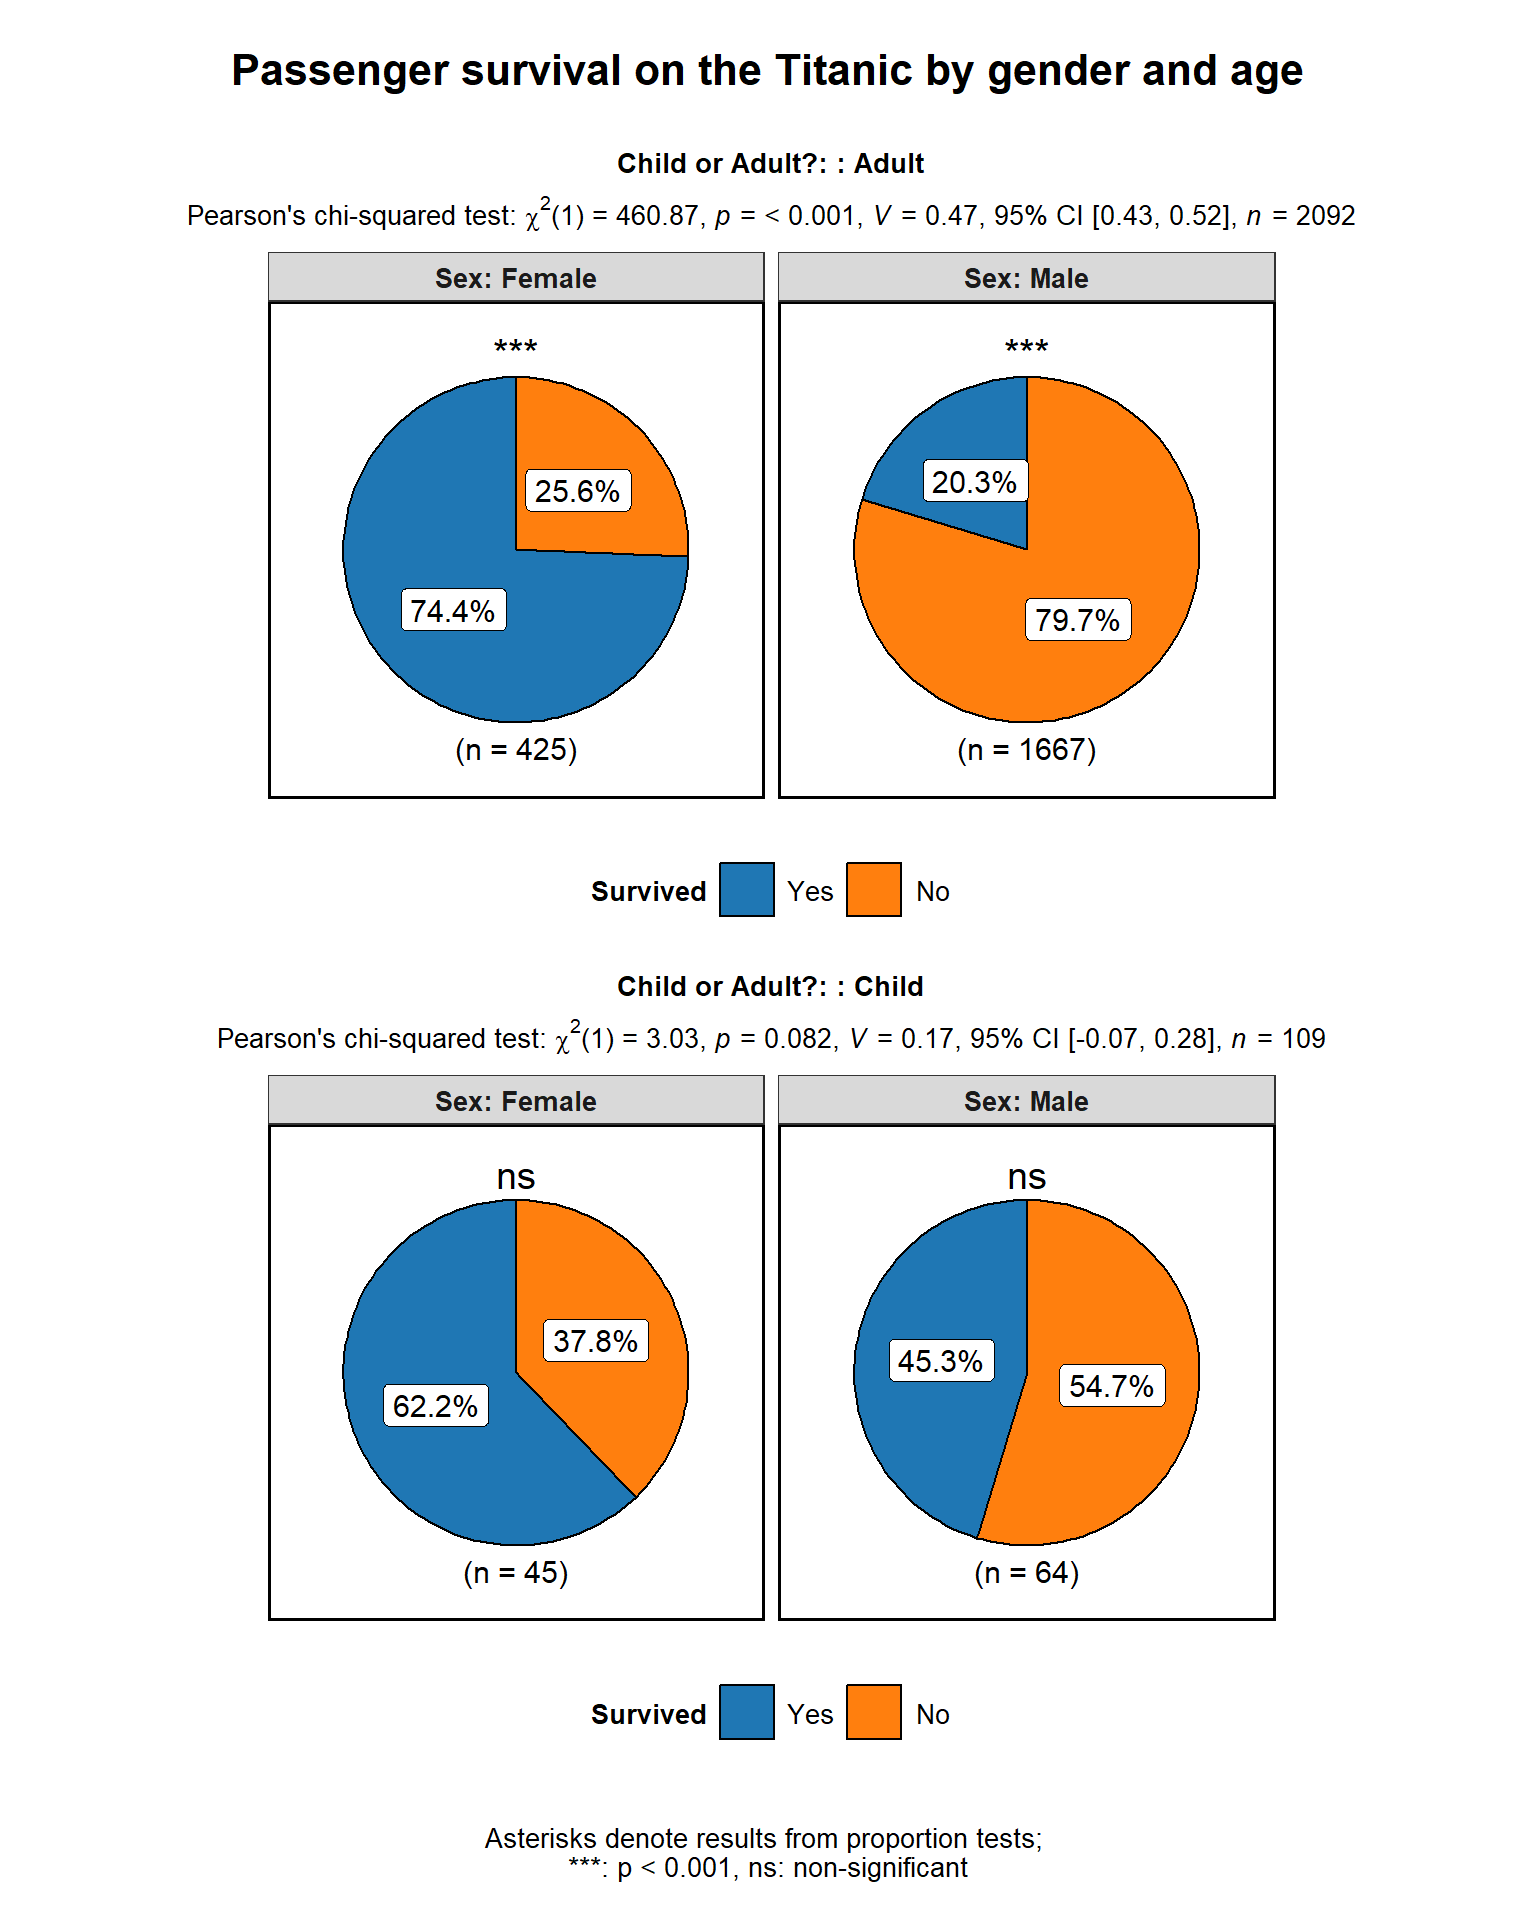 Passenger survival on the Titanic by gender and age
Child or Adult?: : Adult
Pearson's chi-squared test: χ²(1) = 460.87, p = < 0.001, V = 0.47, 95% CI [0.43, 0.52], n = 2092
Sex: Female
Sex: Male
***
***
25.6%
20.3%
74.4%
79.7%
(n = 425)
(n = 1667)
Survived Yes No
Child or Adult?: : Child
Pearson's chi-squared test: χ²(1) = 3.03, p = 0.082, V = 0.17, 95% CI [-0.07, 0.28], n = 109
Sex: Female
Sex: Male
ns
ns
37.8%
45.3%
62.2%
54.7%
(n = 45)
(n = 64)
Survived Yes No
Asterisks denote results from proportion tests;
***: p < 0.001, ns: non-significant